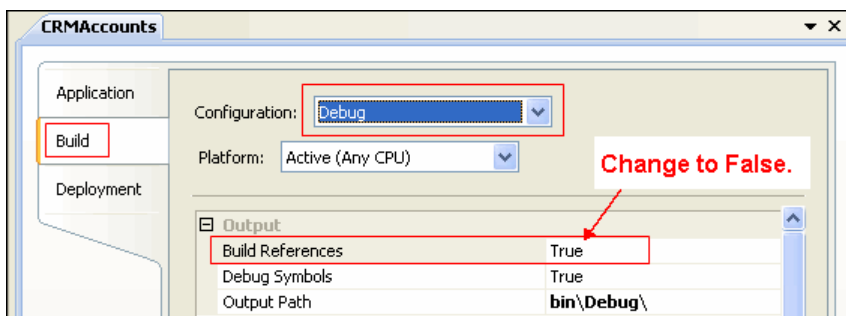 CRMAccounts
Application
Build
Deployment
Configuration: Debug
Platform: Active (Any CPU)
Change to False.
Output
Build References True
Debug Symbols True
Output Path bin\Debug\